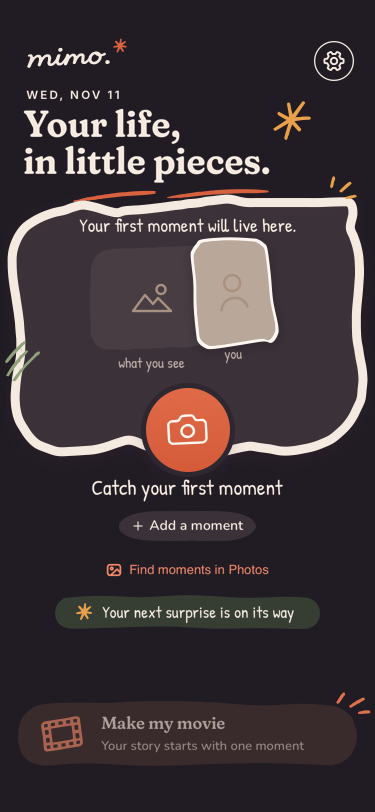 mimo.
WED, NOV 11
Your life,
in little pieces.
Your first moment will live here.
what you see
you
Catch your first moment
+ Add a moment
Find moments in Photos
Your next surprise is on its way
Make my movie
Your story starts with one moment